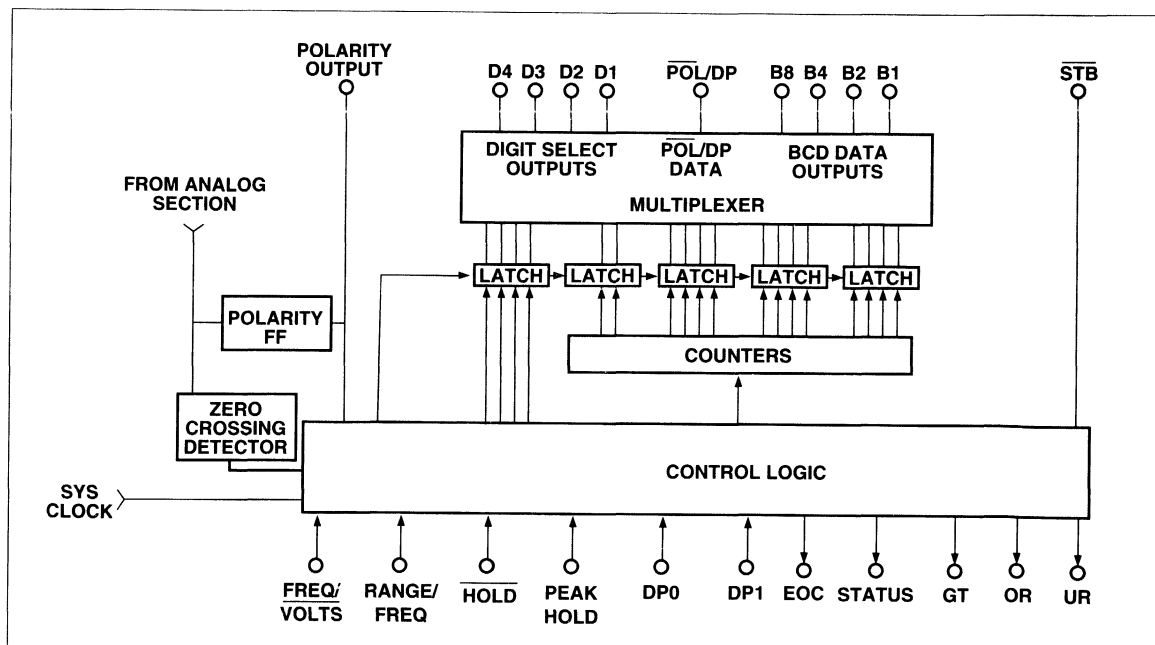 POLARITY
OUTPUT
D4 D3 D2 D1 POL/DP B8 B4 B2 B1 STB
DIGIT SELECT
OUTPUTS
POL/DP
DATA
BCD DATA
OUTPUTS
MULTIPLEXER
FROM ANALOG
SECTION
LATCH LATCH LATCH LATCH LATCH
POLARITY
FF
COUNTERS
ZERO
CROSSING
DETECTOR
CONTROL LOGIC
SYS
CLOCK
FREQ/
VOLTS
RANGE/
FREQ
HOLD
PEAK
HOLD
DP0
DP1
EOC
STATUS
GT
OR
UR